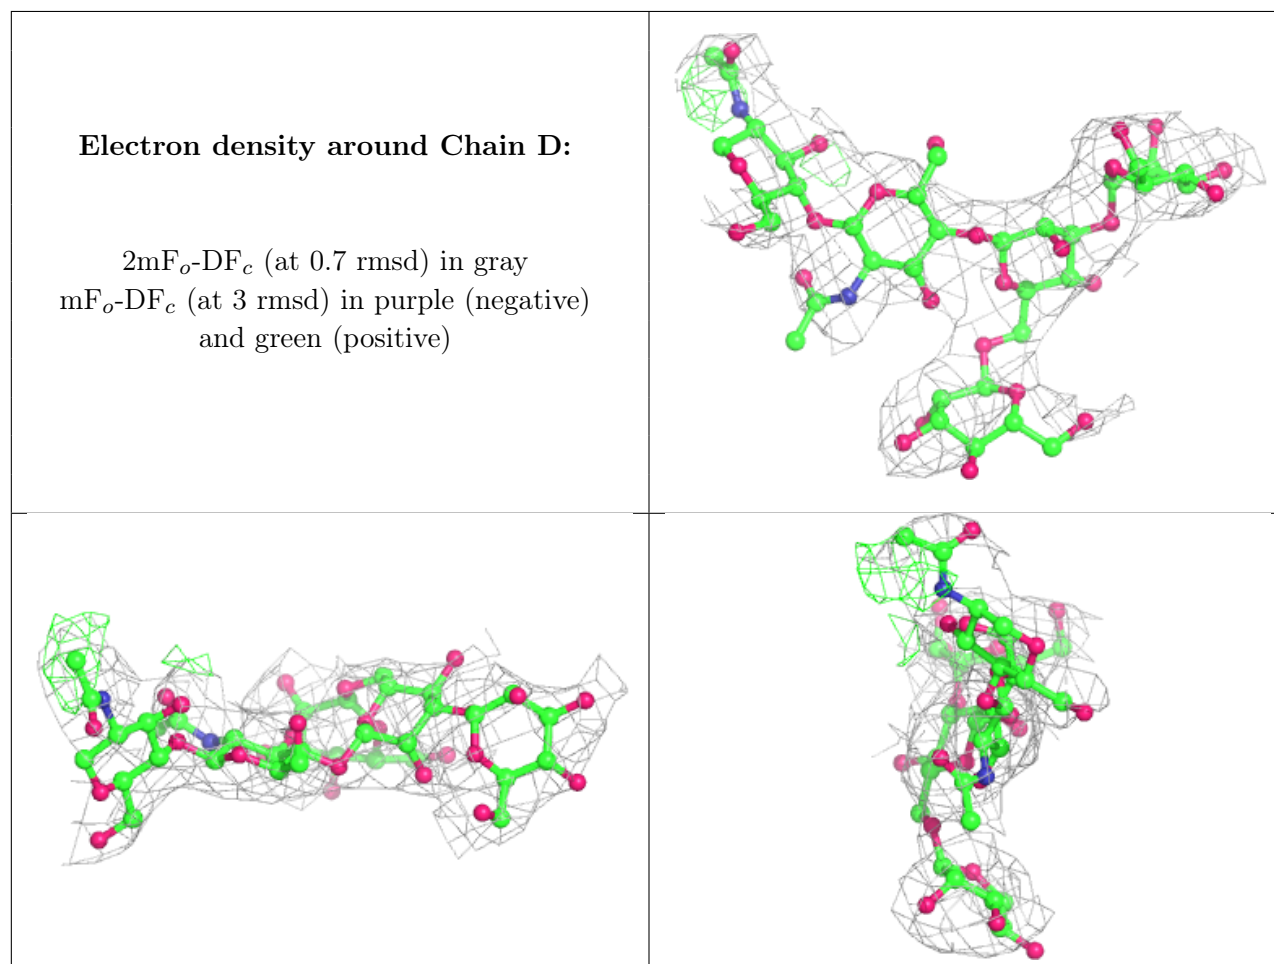 Electron density around Chain D:
2mFo-DFc (at 0.7 rmsd) in gray
mFo-DFc (at 3 rmsd) in purple (negative)
and green (positive)